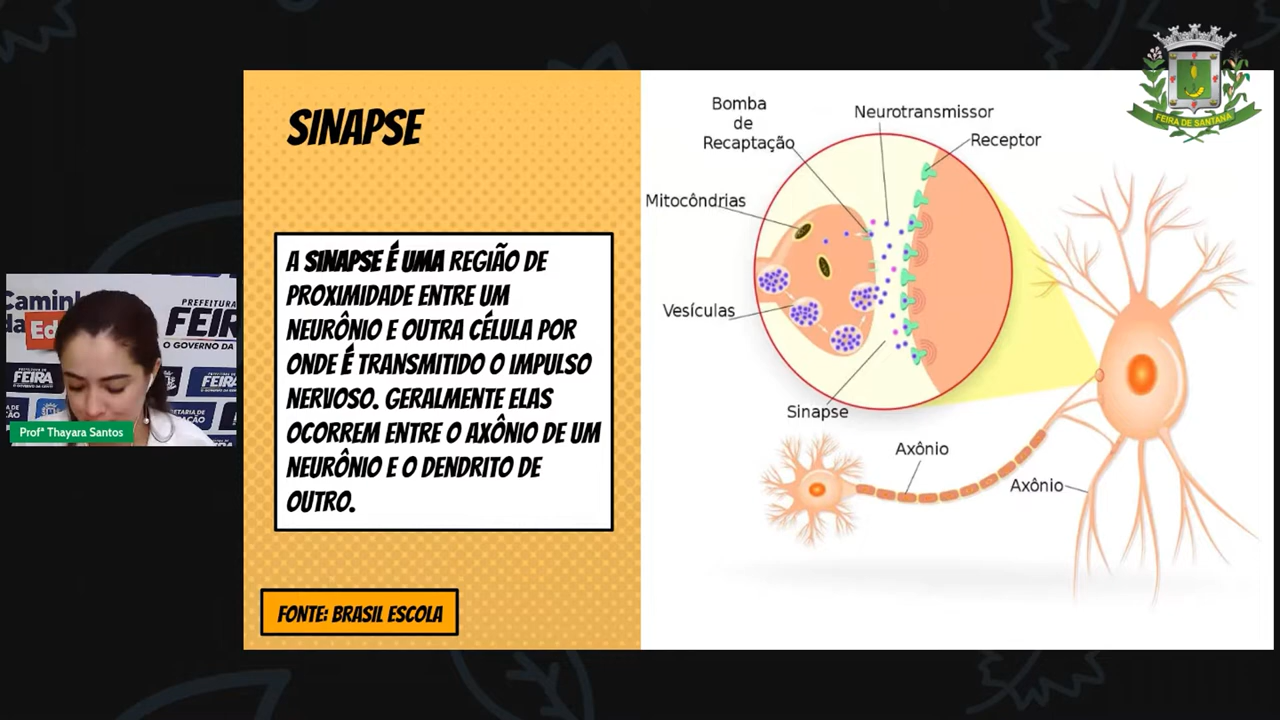 SINAPSE
A SINAPSE É UMA REGIÃO DE
PROXIMIDADE ENTRE UM
NEURÔNIO E OUTRA CÉLULA POR
ONDE É TRANSMITIDO O IMPULSO
NERVOSO. GERALMENTE ELAS
OCORREM ENTRE O AXÔNIO DE UM
NEURÔNIO E O DENDRITO DE
OUTRO.
FONTE: BRASIL ESCOLA
Bomba
de
Recaptação
Neurotransmissor
Receptor
Mitocôndrias
Vesículas
Sinapse
Axônio
Axônio
FEIRA DE SANTANA
PREFEITURA
FEIR
O GOVERNO DA
FEIRA
FEIRA
Profª Thayara Santos